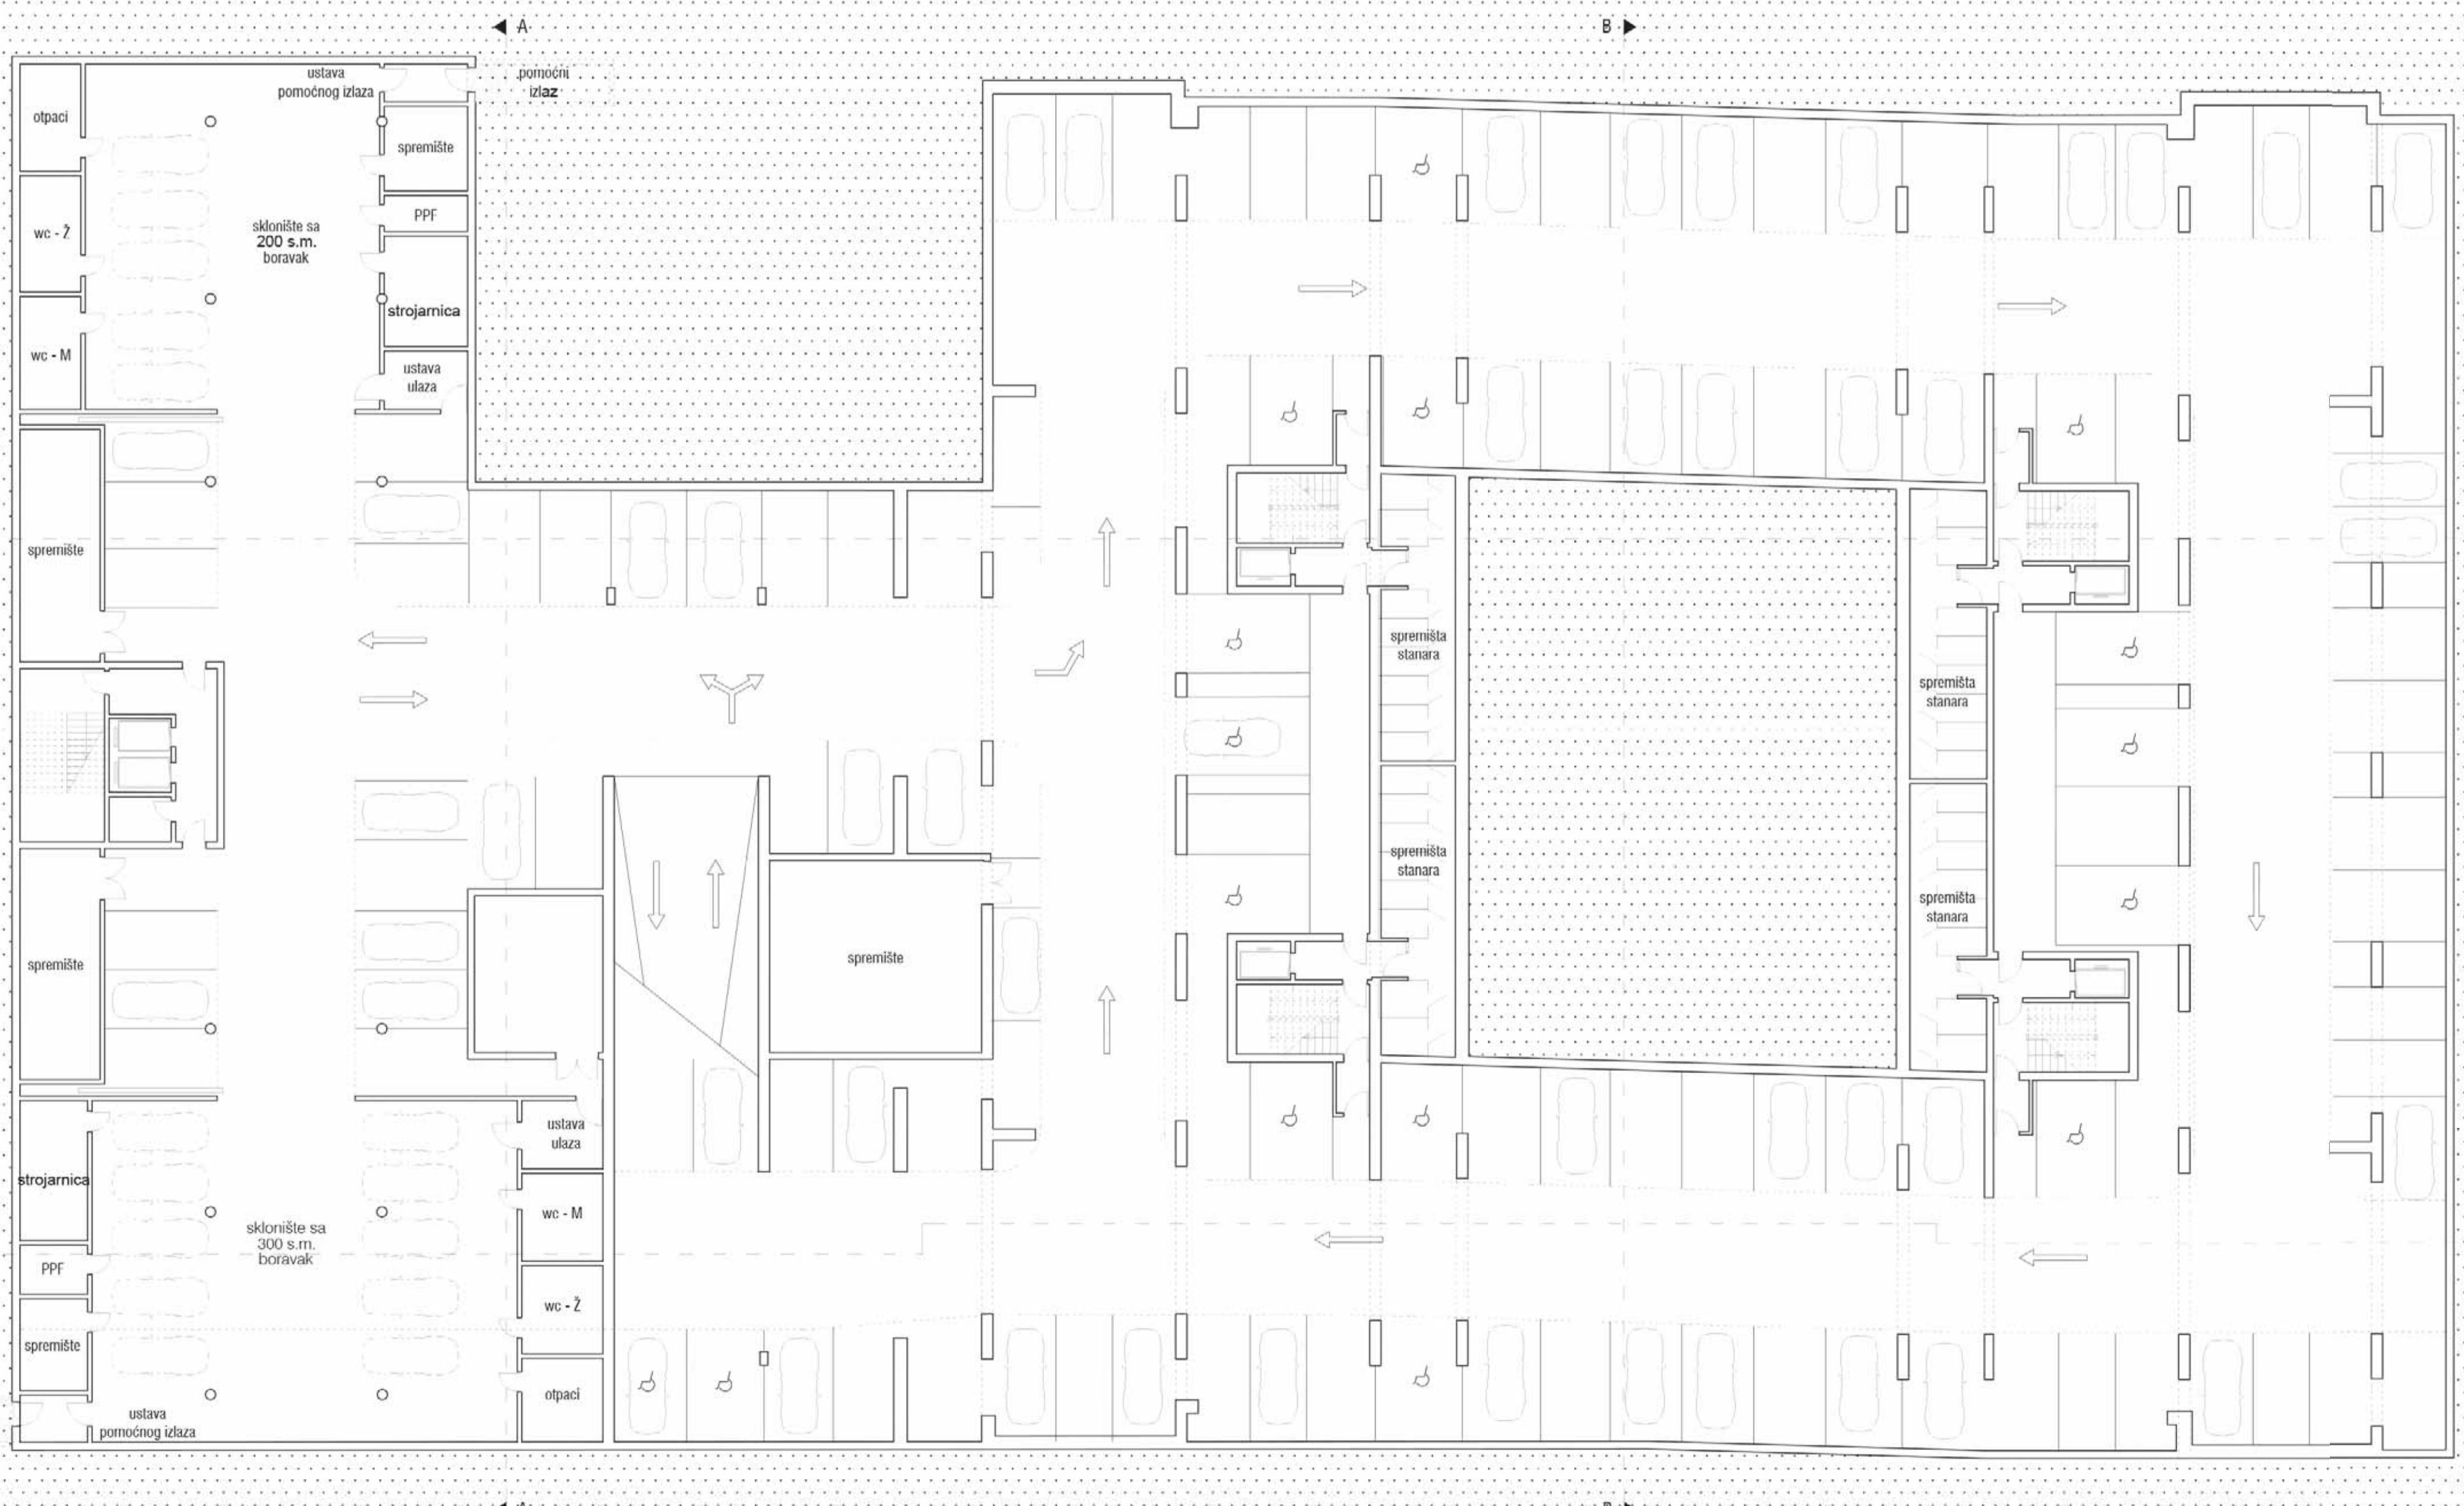 A
B
ustava
pomoćnog izlaza
pomoćni
izlaz
otpaci
spremište
wc - Ž
PPF
sklonište sa
200 s.m.
boravak
strojarnica
wc - M
ustava
ulaza
spremište
spremišta
stanara
spremišta
stanara
spremišta
stanara
spremišta
stanara
spremište
spremište
ustava
ulaza
strojarnica
wc - M
sklonište sa
300 s.m.
boravak
PPF
wc - Ž
spremište
otpaci
ustava
pomoćnog izlaza